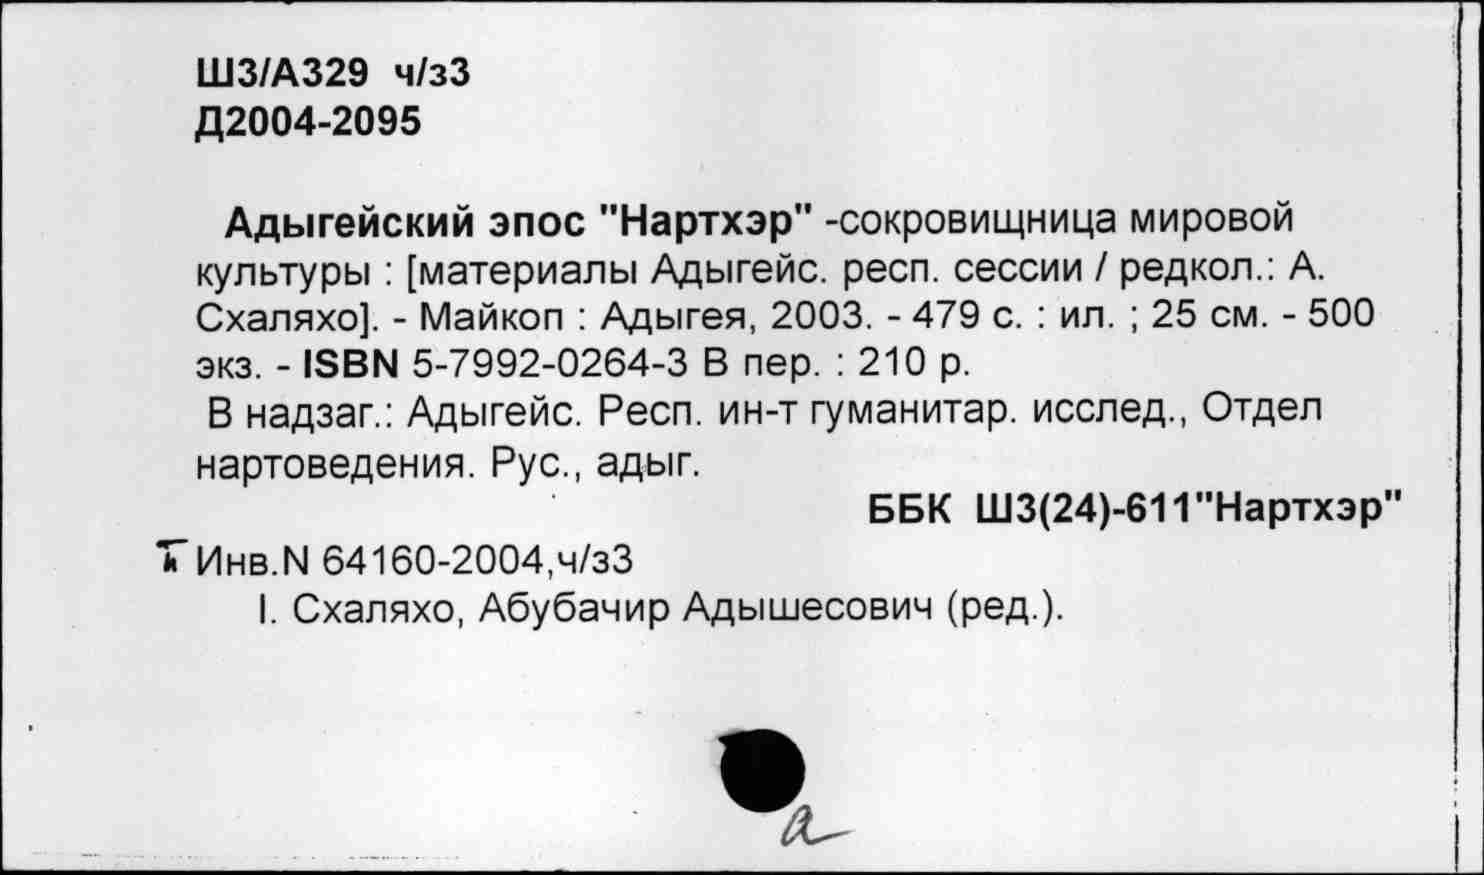 Ш3/А329 ч/з3
Д2004-2095
Адыгейский эпос "Нартхэр" -сокровищница мировой
культуры : [материалы Адыгейс. респ. сессии / редкол.: А.
Схаляхо]. - Майкоп : Адыгея, 2003. - 479 с. : ил. ; 25 см. - 500
экз. - ISBN 5-7992-0264-3 В пер. : 210 р.
В надзаг.: Адыгейс. Респ. ин-т гуманитар. исслед., Отдел
нартоведения. Рус., адыг.
ББК Ш3(24)-611"Нартхэр"
Инв.N 64160-2004,ч/з3
I. Схаляхо, Абубачир Адышесович (ред.).
а